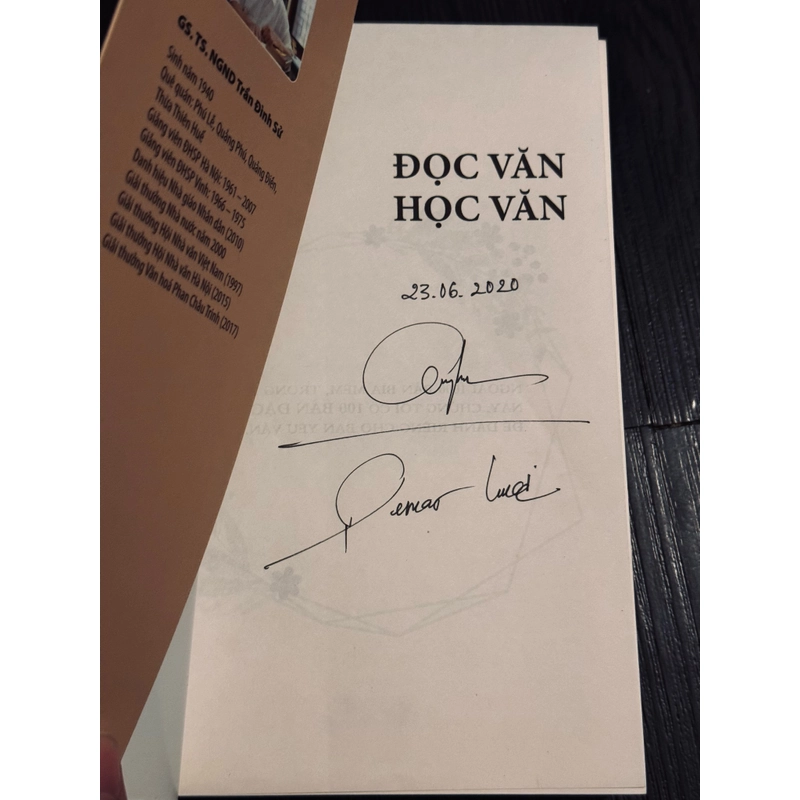 GS. TS. NGND Trần Đình Sử
Sinh năm 1940
Quê quán: Phú Lễ, Quảng Phú, Quảng Điền,
Thừa Thiên Huế
Giảng viên ĐHSP Hà Nội: 1961 – 2007
Giảng viên ĐHSP Vinh: 1966 – 1975
Danh hiệu Nhà giáo Nhân dân (2010)
Giải thưởng Nhà nước năm 2000
Giải thưởng Hội Nhà văn Việt Nam (1997)
Giải thưởng Hội Nhà văn Hà Nội (2015)
Giải thưởng Văn hoá Phan Châu Trinh (2017)
ĐỌC VĂN
HỌC VĂN
23.06.2020